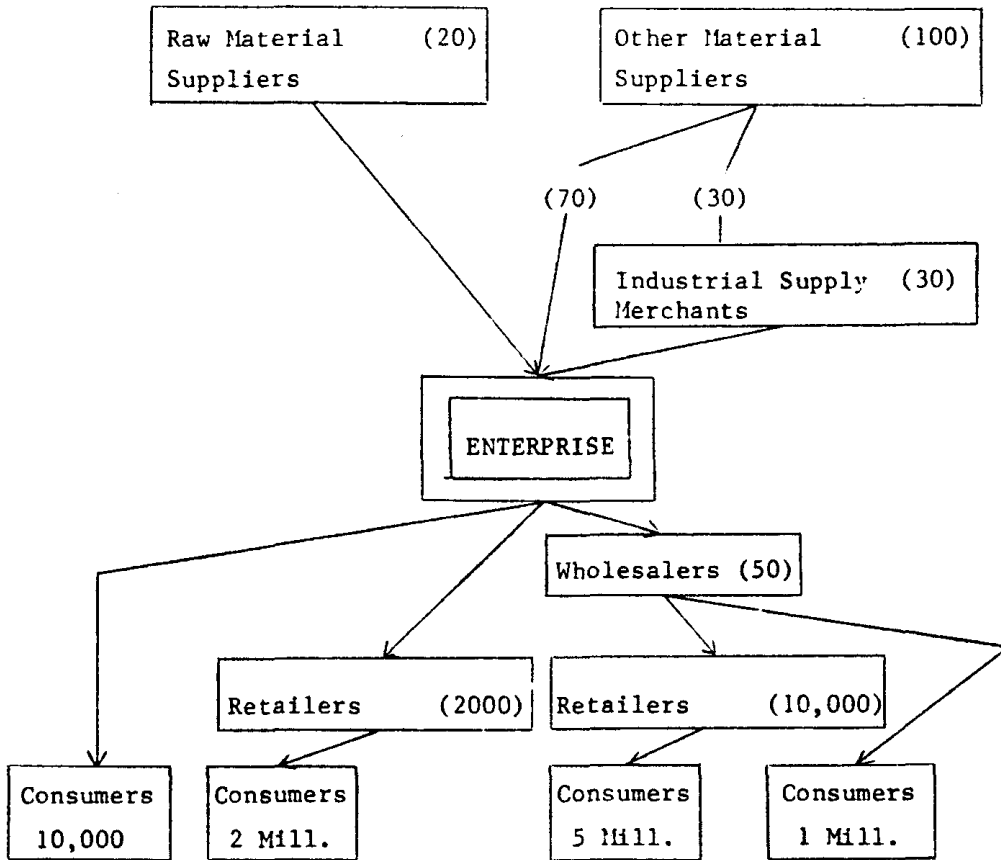 Raw Material (20)
Suppliers
Other Material (100)
Suppliers
(70)
(30)
Industrial Supply (30)
Merchants
ENTERPRISE
Wholesalers (50)
Retailers (2000)
Retailers (10,000)
Consumers
10,000
Consumers
2 Mill.
Consumers
5 Mill.
Consumers
1 Mill.